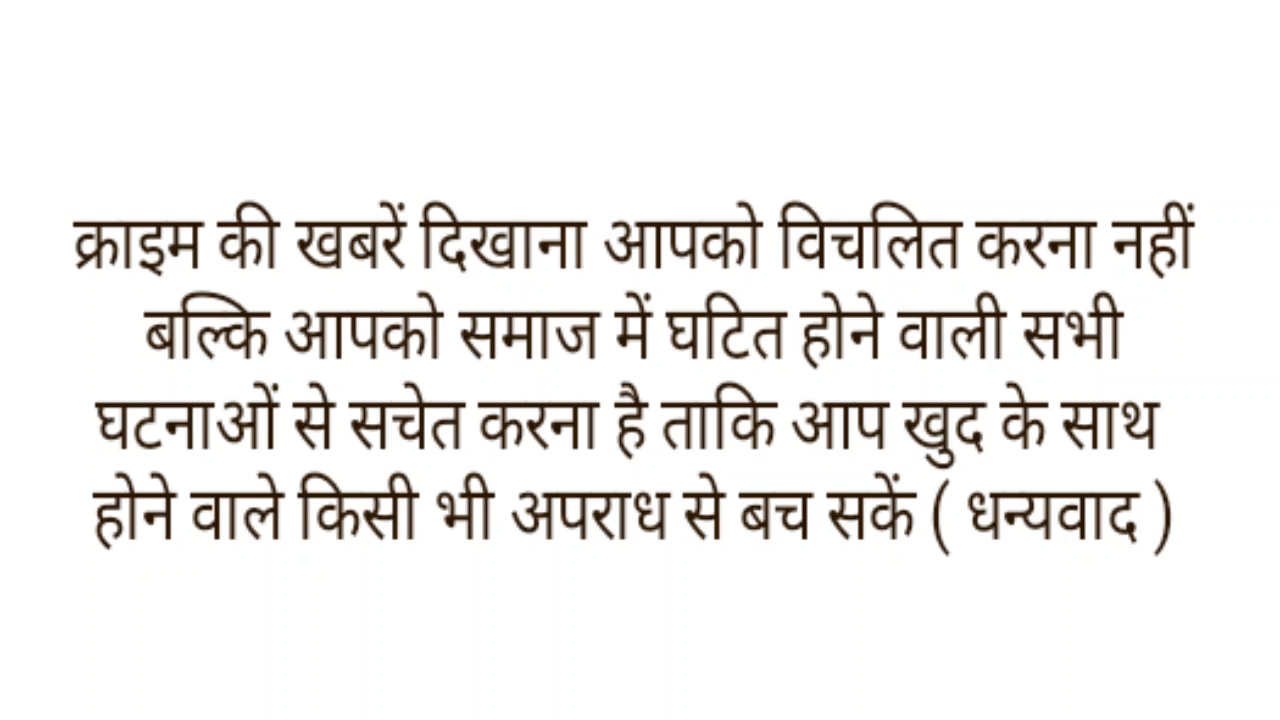 क्राइम की खबरें दिखाना आपको विचलित करना नहीं
बल्कि आपको समाज में घटित होने वाली सभी
घटनाओं से सचेत करना है ताकि आप खुद के साथ
होने वाले किसी भी अपराध से बच सकें ( धन्यवाद )